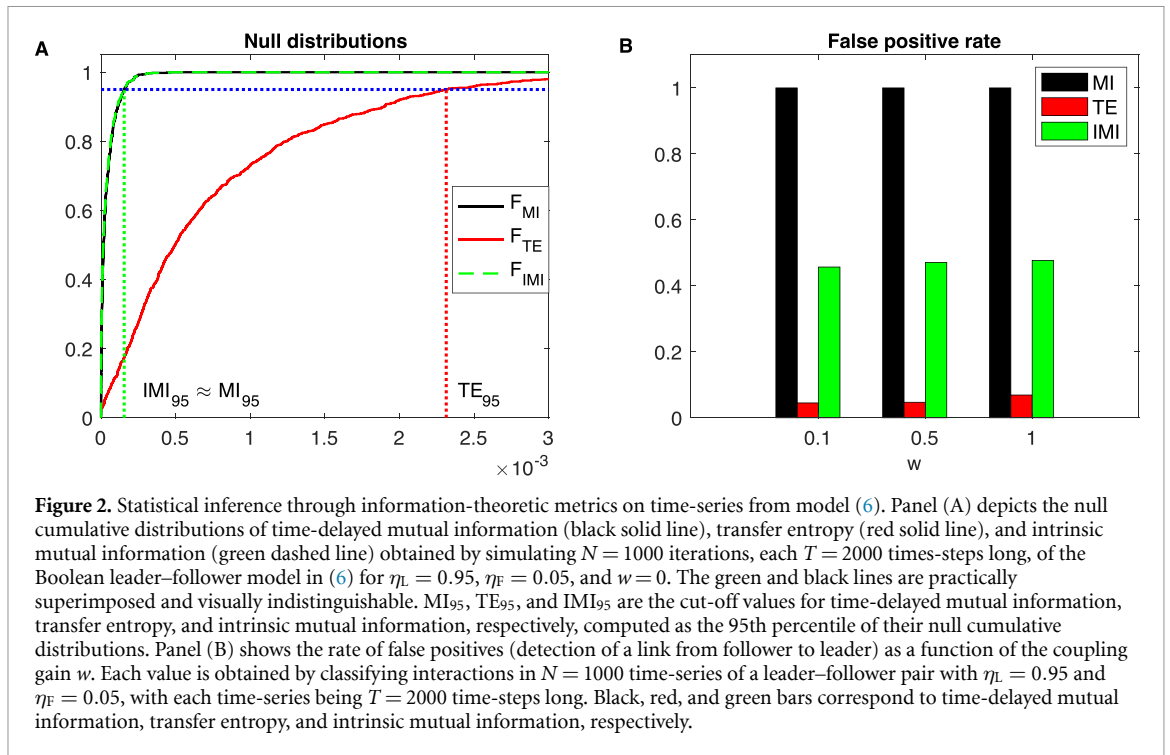 A
Null distributions
1
0.8
0.6
0.4
0.2
0
F_MI
F_TE
F_IMI
IMI_95 ≈ MI_95
TE_95
0 0.5 1 1.5 2 2.5 3
×10^-3
B
False positive rate
1
0.8
0.6
0.4
0.2
0
MI
TE
IMI
0.1 0.5 1
w
Figure 2. Statistical inference through information-theoretic metrics on time-series from model (6). Panel (A) depicts the null
cumulative distributions of time-delayed mutual information (black solid line), transfer entropy (red solid line), and intrinsic
mutual information (green dashed line) obtained by simulating N = 1000 iterations, each T = 2000 times-steps long, of the
Boolean leader–follower model in (6) for η_L = 0.95, η_F = 0.05, and w = 0. The green and black lines are practically
superimposed and visually indistinguishable. MI_95, TE_95, and IMI_95 are the cut-off values for time-delayed mutual information,
transfer entropy, and intrinsic mutual information, respectively, computed as the 95th percentile of their null cumulative
distributions. Panel (B) shows the rate of false positives (detection of a link from follower to leader) as a function of the coupling
gain w. Each value is obtained by classifying interactions in N = 1000 time-series of a leader–follower pair with η_L = 0.95 and
η_F = 0.05, with each time-series being T = 2000 time-steps long. Black, red, and green bars correspond to time-delayed mutual
information, transfer entropy, and intrinsic mutual information, respectively.